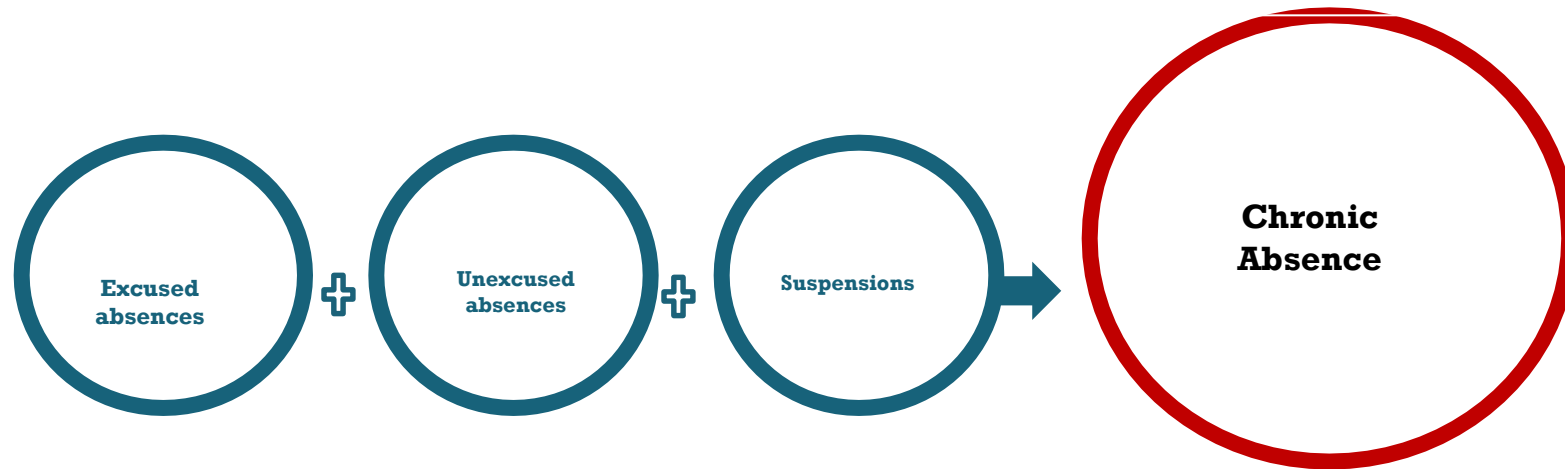 Excused
absences
Unexcused
absences
Suspensions
Chronic
Absence